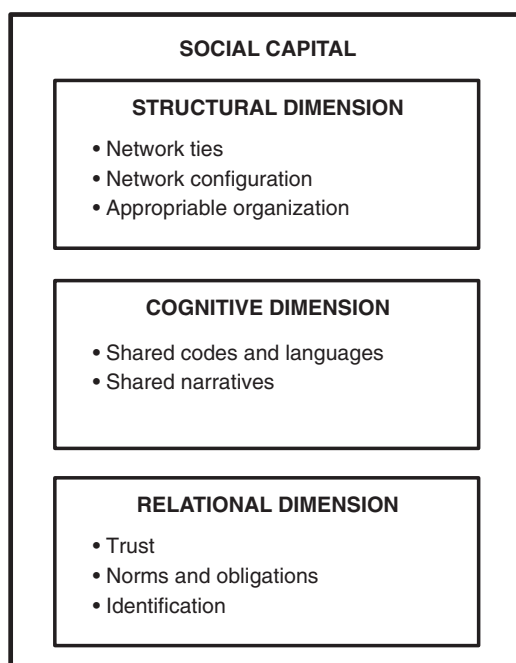 SOCIAL CAPITAL
STRUCTURAL DIMENSION
• Network ties
• Network configuration
• Appropriable organization
COGNITIVE DIMENSION
• Shared codes and languages
• Shared narratives
RELATIONAL DIMENSION
• Trust
• Norms and obligations
• Identification